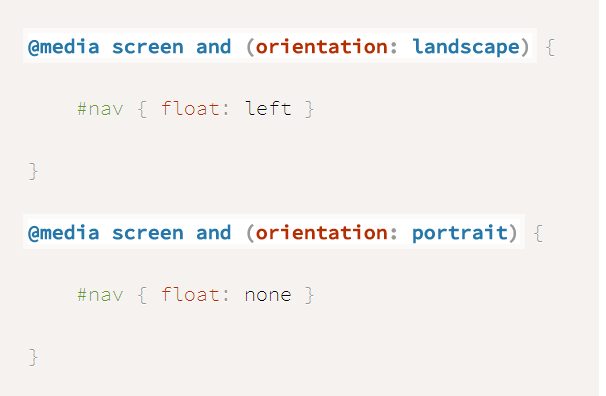 @media screen and (orientation: landscape) {
#nav { float: left }
}
@media screen and (orientation: portrait) {
#nav { float: none }
}